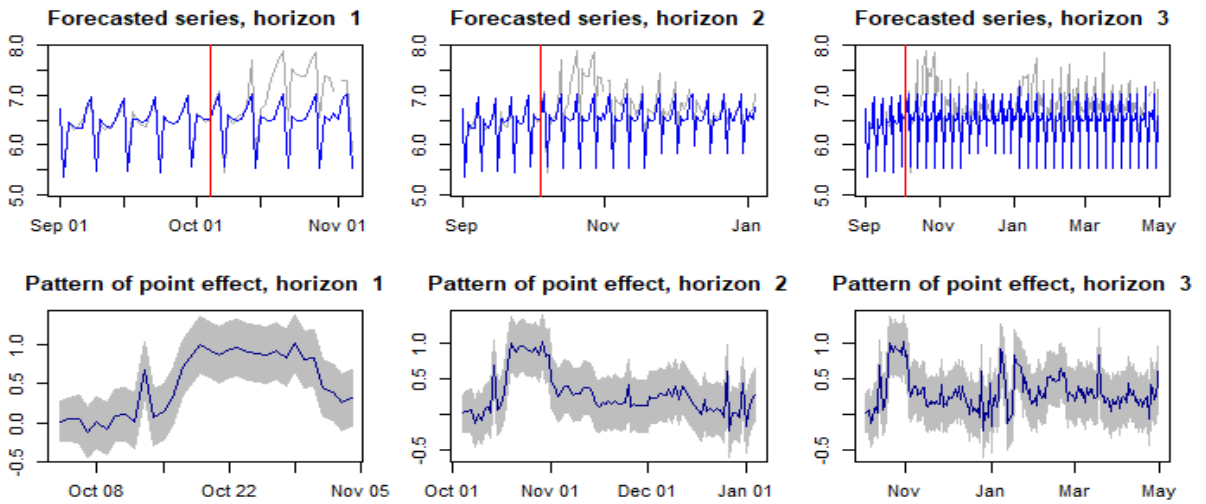 Forecasted series, horizon 1
8.0
7.0
6.0
5.0
Sep 01 Oct 01 Nov 01
Forecasted series, horizon 2
8.0
7.0
6.0
5.0
Sep Nov Jan
Forecasted series, horizon 3
8.0
7.0
6.0
5.0
Sep Nov Jan Mar May
Pattern of point effect, horizon 1
1.0
0.5
0.0
-0.5
Oct 08 Oct 22 Nov 05
Pattern of point effect, horizon 2
1.0
0.5
-0.5
Oct 01 Nov 01 Dec 01 Jan 01
Pattern of point effect, horizon 3
1.0
0.5
-0.5
Nov Jan Mar May